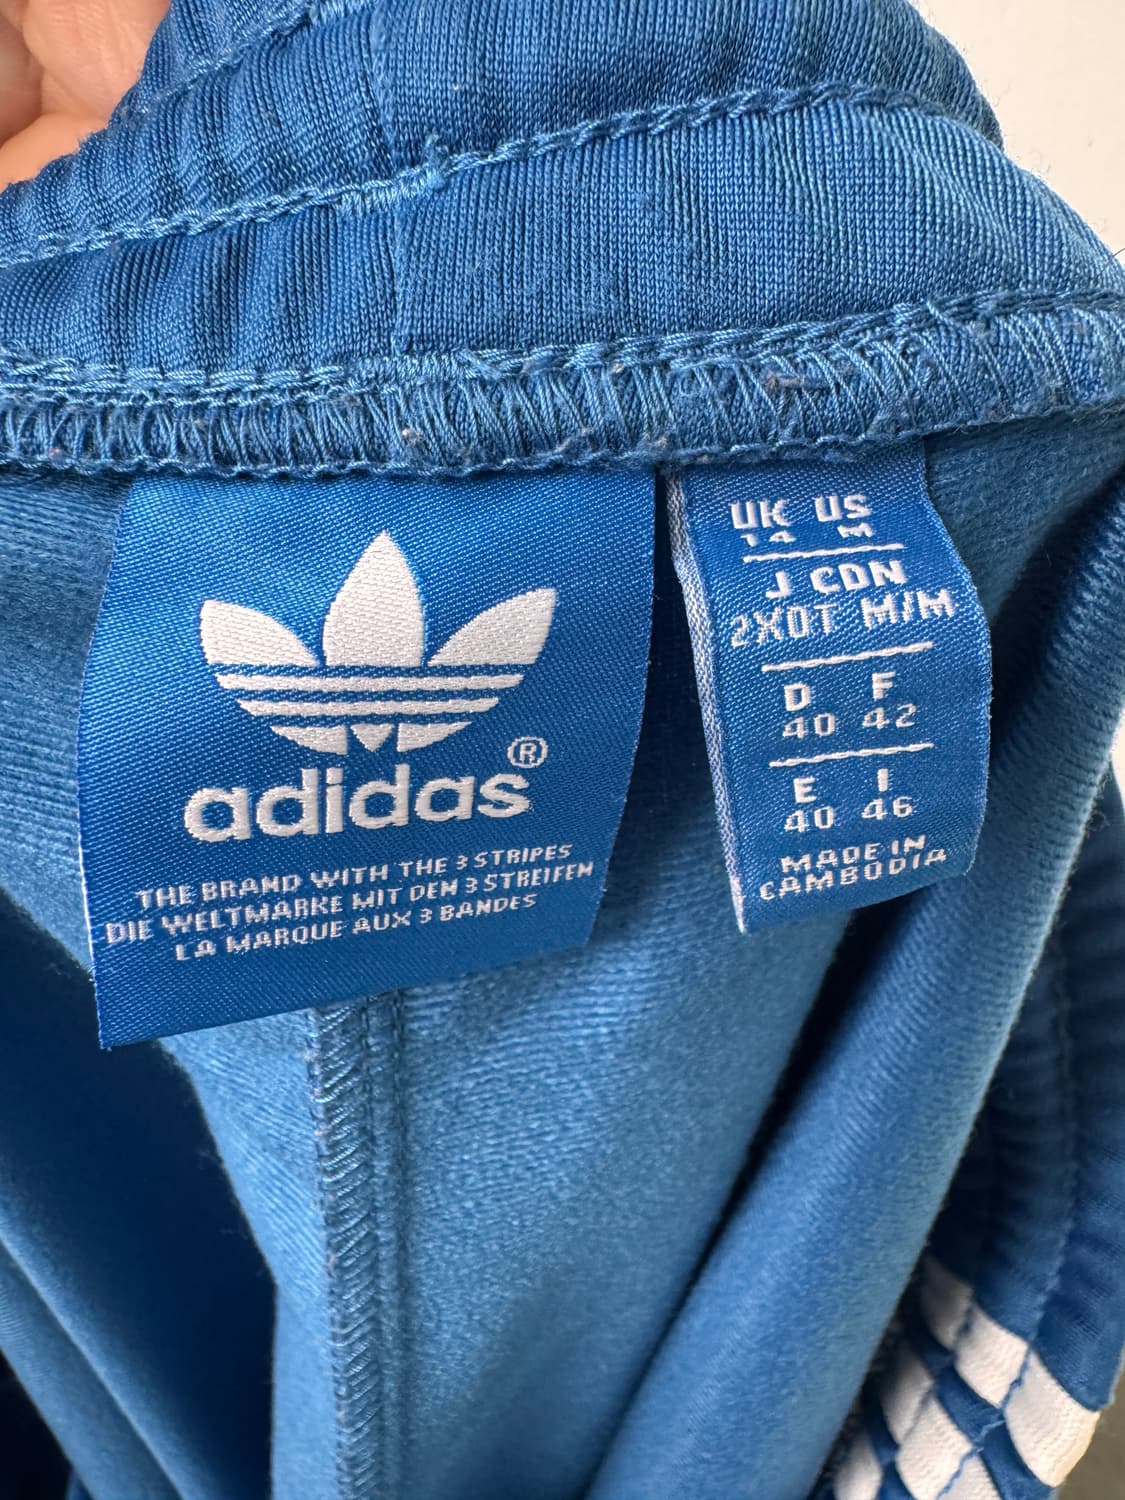 adidas®
THE BRAND WITH THE 3 STRIPES
DIE WELTMARKE MIT DEN 3 STREIFEN
LA MARQUE AUX 3 BANDES
UK US
14 M
J CDN
2XOT M/M
D F
40 42
E I
40 46
MADE IN
CAMBODIA